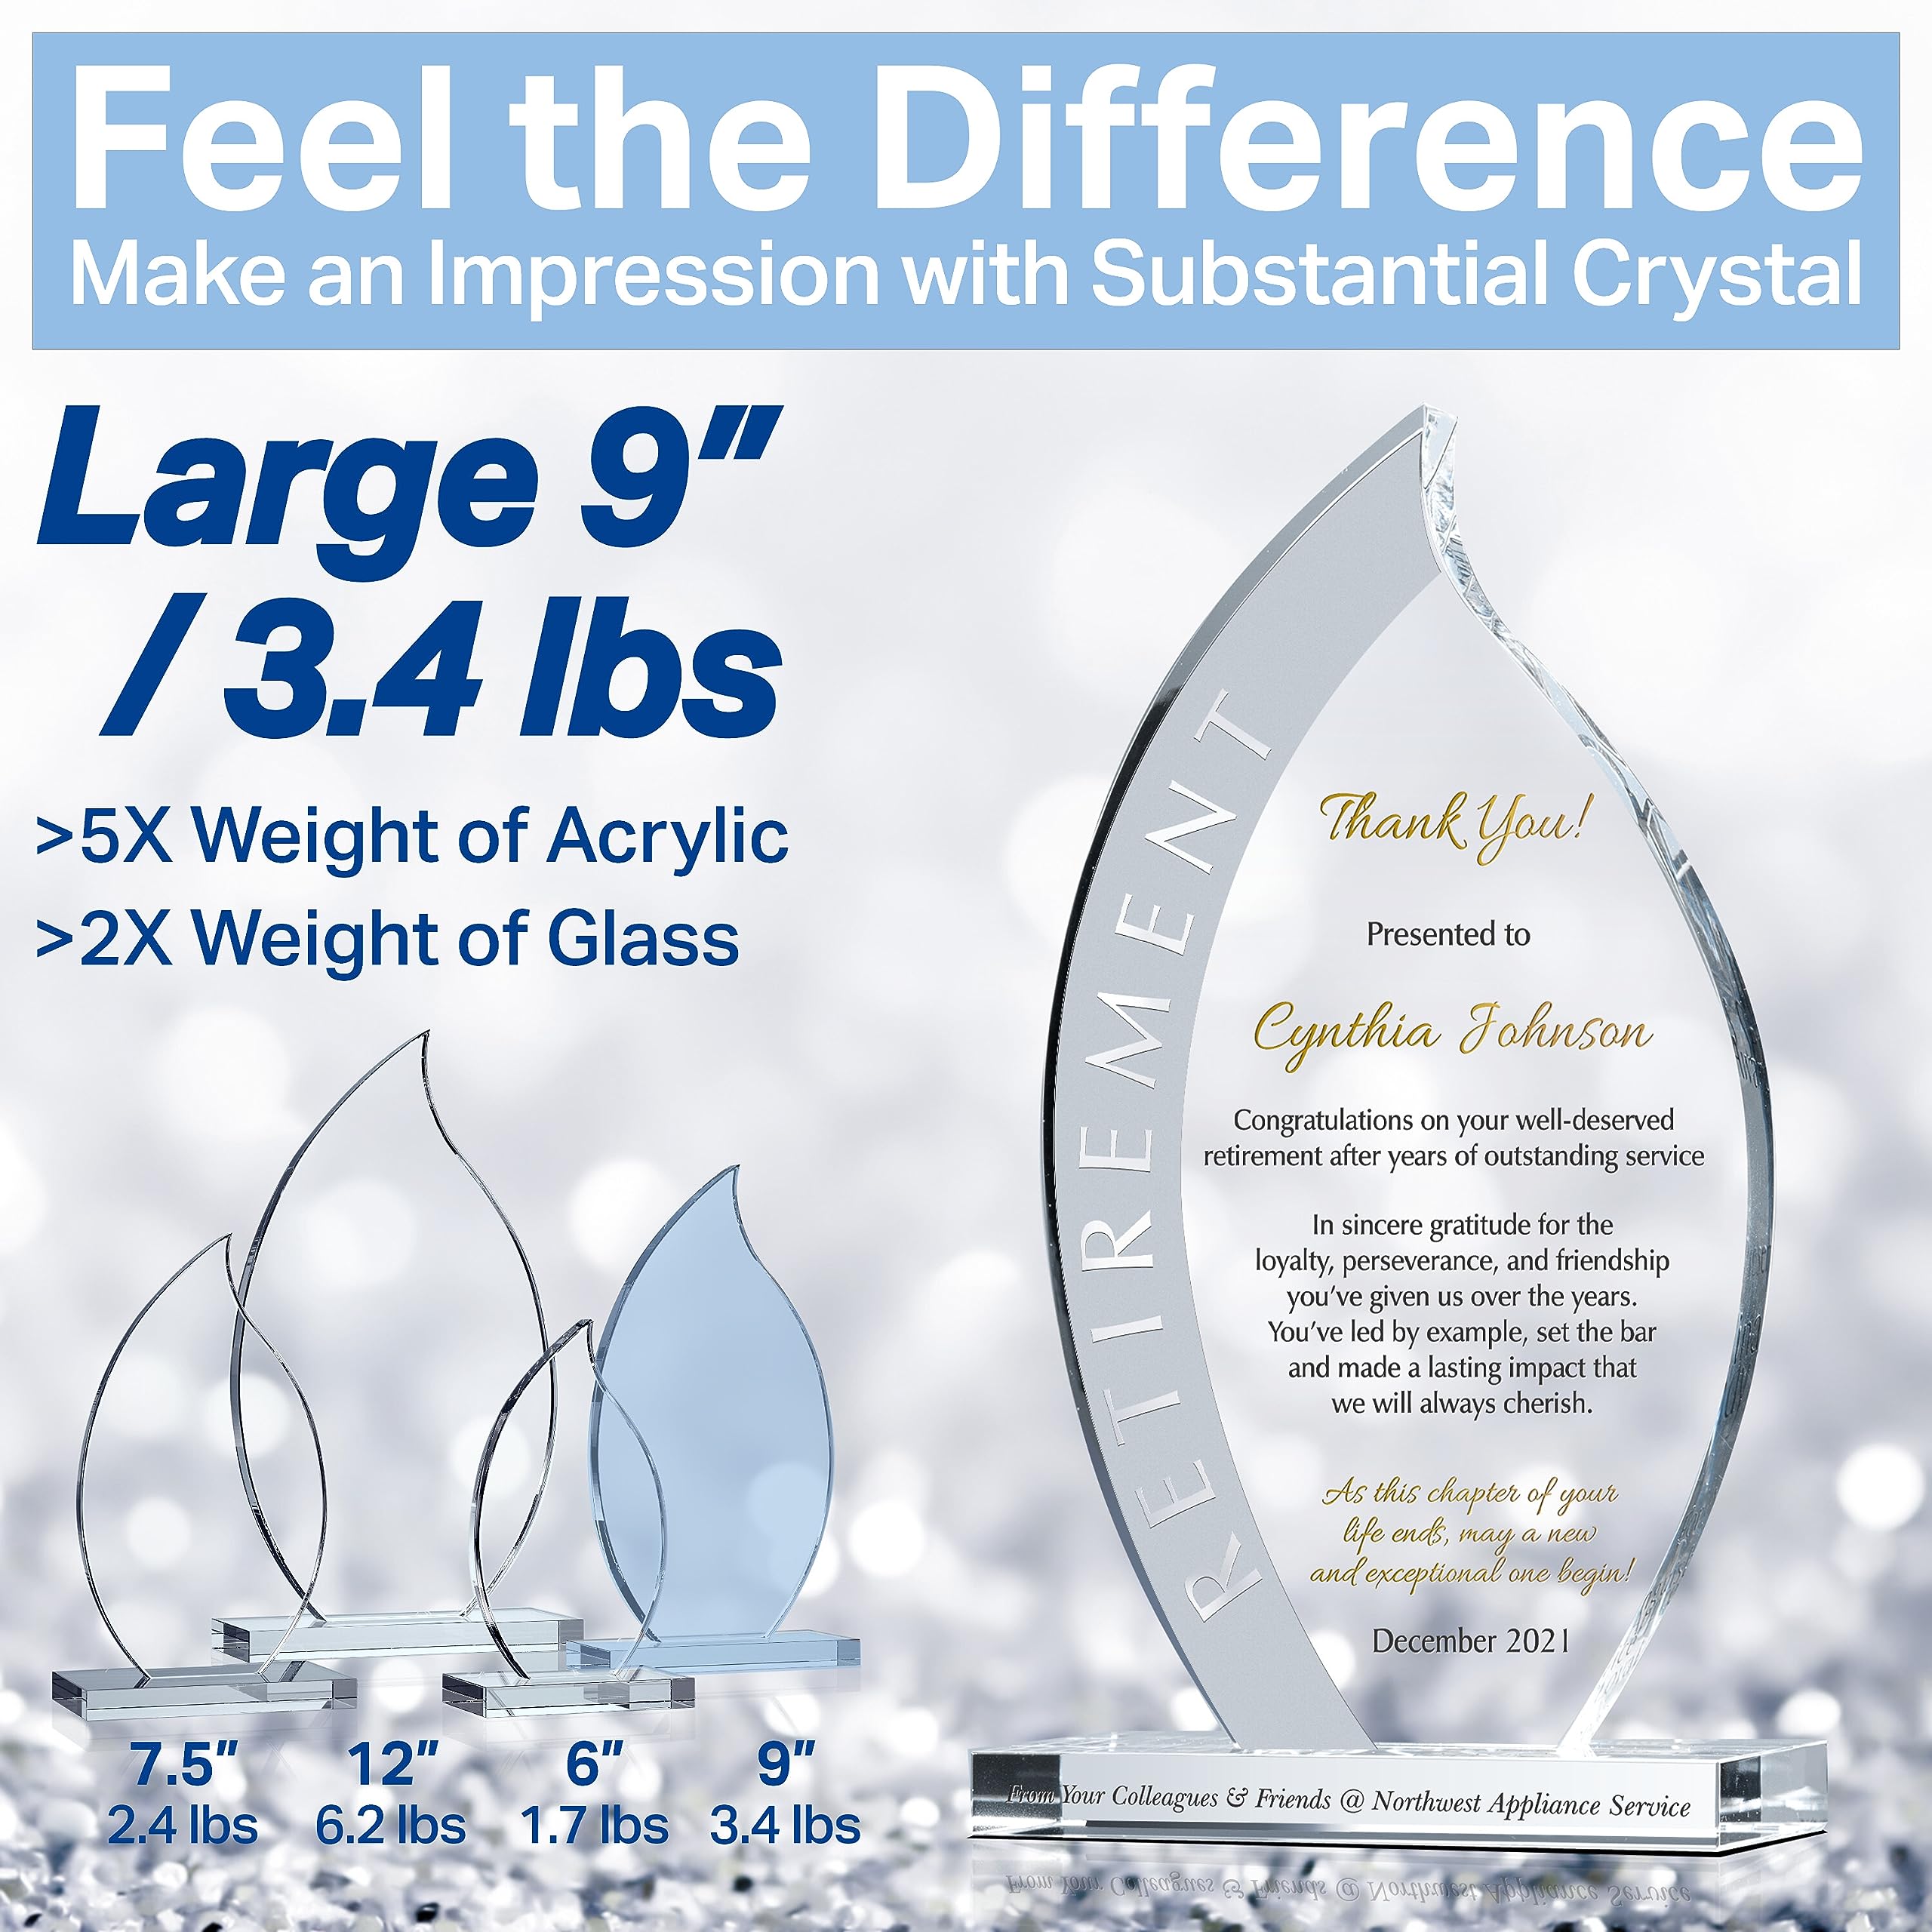 Feel the Difference
Make an Impression with Substantial Crystal
Large 9"
/ 3.4 lbs
>5X Weight of Acrylic
>2X Weight of Glass
7.5" 12" 6" 9"
2.4 lbs 6.2 lbs 1.7 lbs 3.4 lbs
RETIREMENT
Thank You!
Presented to
Cynthia Johnson
Congratulations on your well-deserved
retirement after years of outstanding service
In sincere gratitude for the
loyalty, perseverance, and friendship
you've given us over the years.
You've led by example, set the bar
and made a lasting impact that
we will always cherish.
As this chapter of your
life ends, may a new
and exceptional one begin!
December 2021
From Your Colleagues & Friends @ Northwest Appliance Service